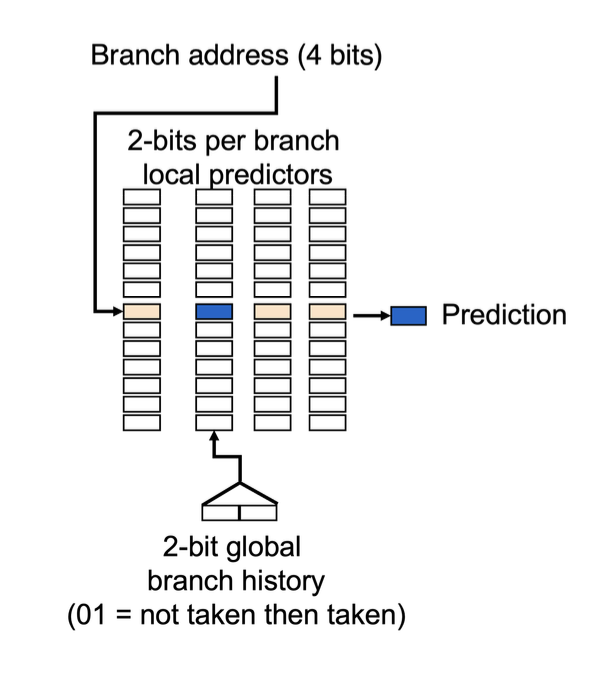 Branch address (4 bits)
2-bits per branch
local predictors
Prediction
2-bit global
branch history
(01 = not taken then taken)